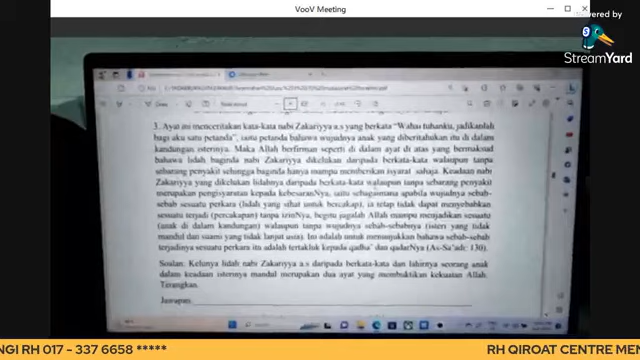 VooV Meeting
Powered by
StreamYard
3. Ayat ini menceritakan kata-kata nabi Zakariyya a.s yang berkata "Wahai tuhanku, jadikanlah
bagi aku satu petanda", iaitu petanda bahawa wujudnya anak yang diberitahukan itu di dalam
kandungan isterinya. Maka Allah berfirman seperti di dalam ayat di atas yang bermaksud
bahawa lidah baginda nabi Zakariyya dikelukan daripada berkata-kata walaupun tanpa
sebarang penyakit sehingga baginda hanya mampu memberikan isyarat sahaja. Keadaan nabi
Zakariyya yang dikelukan lidahnya daripada berkata-kata walaupun tanpa sebarang penyakit
merupakan pengisyaratan kepada kebesaranNya, iaitu sebagaimana apabila wujudnya sebab-
sebab sesuatu perkara (lidah yang sihat untuk bercakap), ia tetap tidak dapat menyebabkan
sesuatu terjadi (percakapan) tanpa izinNya, begitu jugalah Allah mampu menjadikan sesuatu
(anak di dalam kandungan) walaupun tanpa wujudnya sebab-sebabnya (isteri yang tidak
mandul dan suami yang tidak lanjut usia). Ini adalah untuk menunjukkan bahawa sebab-sebab
terjadinya sesuatu perkara itu adalah tertakluk kepada qadha' dan qadarNya (As-Sa'adi: 130).
Soalan: Kelunya lidah nabi Zakariyya a.s daripada berkata-kata dan lahirnya seorang anak
dalam keadaan isterinya mandul merupakan dua ayat yang membuktikan kekuatan Allah.
Terangkan.
Jawapan:
NGI RH 017 - 337 6658 *****
RH QIROAT CENTRE MEN